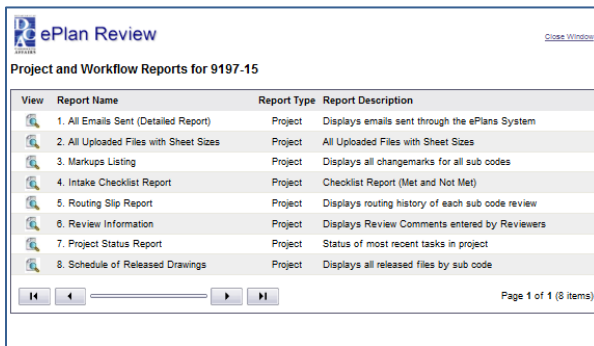 ePlan Review
Close Window
Project and Workflow Reports for 9197-15
View Report Name Report Type Report Description
1. All Emails Sent (Detailed Report) Project Displays emails sent through the ePlans System
2. All Uploaded Files with Sheet Sizes Project All Uploaded Files with Sheet Sizes
3. Markups Listing Project Displays all changemarks for all sub codes
4. Intake Checklist Report Project Checklist Report (Met and Not Met)
5. Routing Slip Report Project Displays routing history of each sub code review
6. Review Information Project Displays Review Comments entered by Reviewers
7. Project Status Report Project Status of most recent tasks in project
8. Schedule of Released Drawings Project Displays all released files by sub code
Page 1 of 1 (8 items)